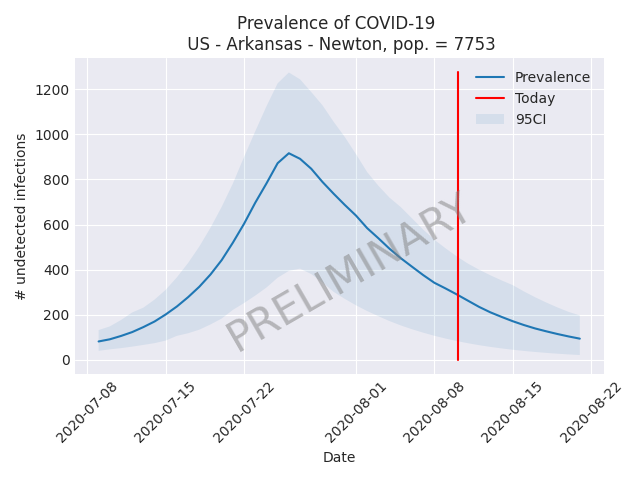 Prevalence of COVID-19
US - Arkansas - Newton, pop. = 7753
Prevalence
Today
95CI
1200
1000
800
600
400
200
0
# undetected infections
PRELIMINARY
2020-07-08
2020-07-15
2020-07-22
2020-08-01
2020-08-08
2020-08-15
2020-08-22
Date